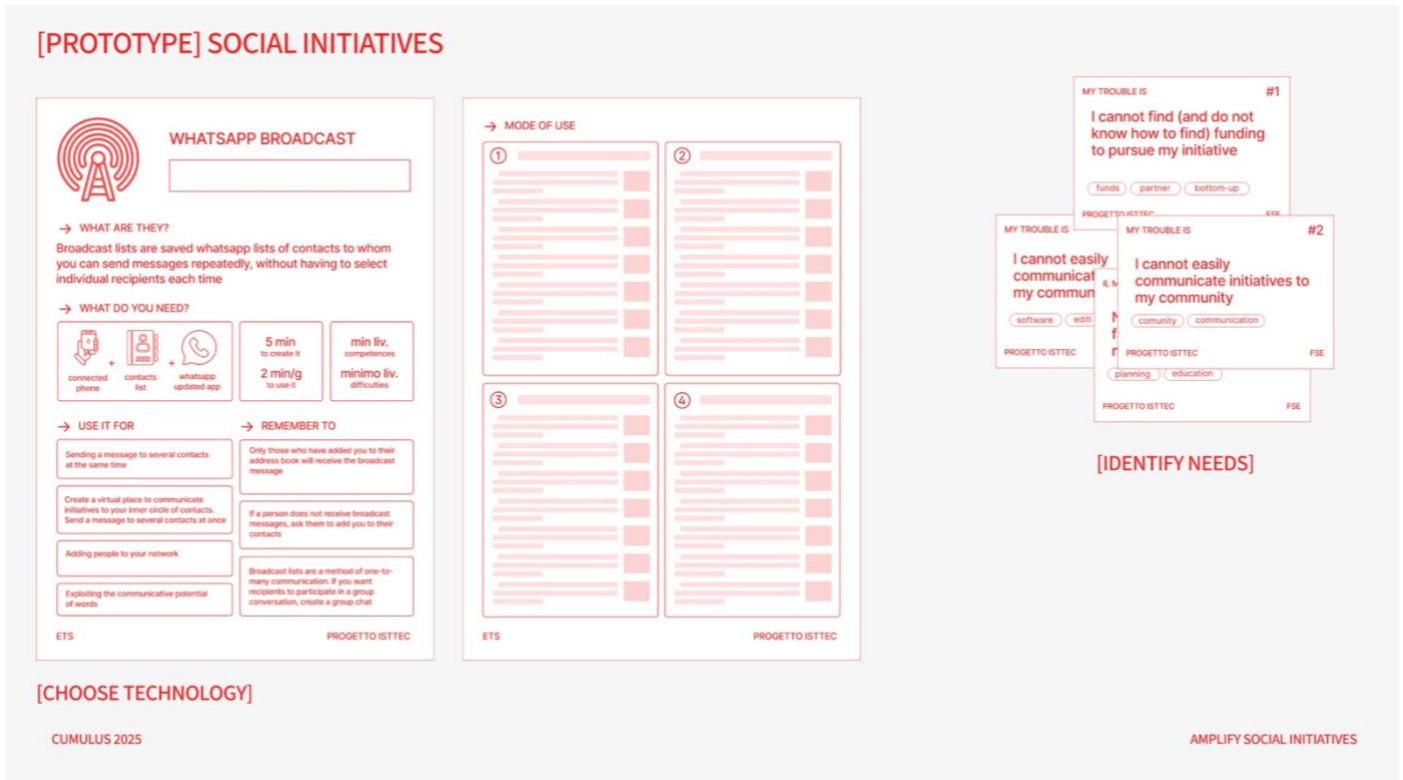 [PROTOTYPE] SOCIAL INITIATIVES
WHATSAPP BROADCAST
→ WHAT ARE THEY?
Broadcast lists are saved whatsapp lists of contacts to whom
you can send messages repeatedly, without having to select
individual recipients each time
→ WHAT DO YOU NEED?
connected
phone
+
contacts
list
+
whatsapp
updated app
5 min
to create it
2 min/g
to use it
min liv.
competences
minimo liv.
difficulties
→ USE IT FOR
Sending a message to several contacts
at the same time
Create a virtual place to communicate
initiatives to your inner circle of contacts.
Send a message to several contacts at once
Adding people to your network
Exploiting the communicative potential
of words
→ REMEMBER TO
Only those who have added you to their
address book will receive the broadcast
message
If a person does not receive broadcast
messages, ask them to add you to their
contacts
Broadcast lists are a method of one-to-
many communication. If you want
recipients to participate in a group
conversation, create a group chat
ETS
PROGETTO ISTTEC
→ MODE OF USE
1
2
3
4
ETS
PROGETTO ISTTEC
MY TROUBLE IS
#1
I cannot find (and do not
know how to find) funding
to pursue my initiative
funds
partner
bottom-up
PROGETTO ISTTEC
FSE
MY TROUBLE IS
I cannot easily
communicat
my commun
software
editi
PROGETTO ISTTEC
MY TROUBLE IS
#2
I cannot easily
communicate initiatives to
my community
comunity
communication
PROGETTO ISTTEC
FSE
IL M
planning
education
PROGETTO ISTTEC
FSE
[IDENTIFY NEEDS]
[CHOOSE TECHNOLOGY]
CUMULUS 2025
AMPLIFY SOCIAL INITIATIVES